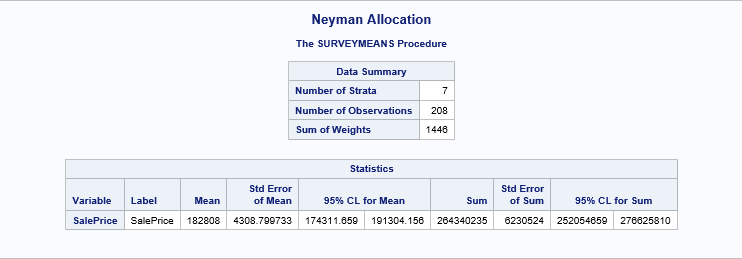 Neyman Allocation
The SURVEYMEANS Procedure
Data Summary
Number of Strata 7
Number of Observations 208
Sum of Weights 1446
Statistics
Variable Label Mean Std Error of Mean 95% CL for Mean Sum Std Error of Sum 95% CL for Sum
SalePrice SalePrice 182808 4308.799733 174311.659 191304.156 264340235 6230524 252054659 276625810